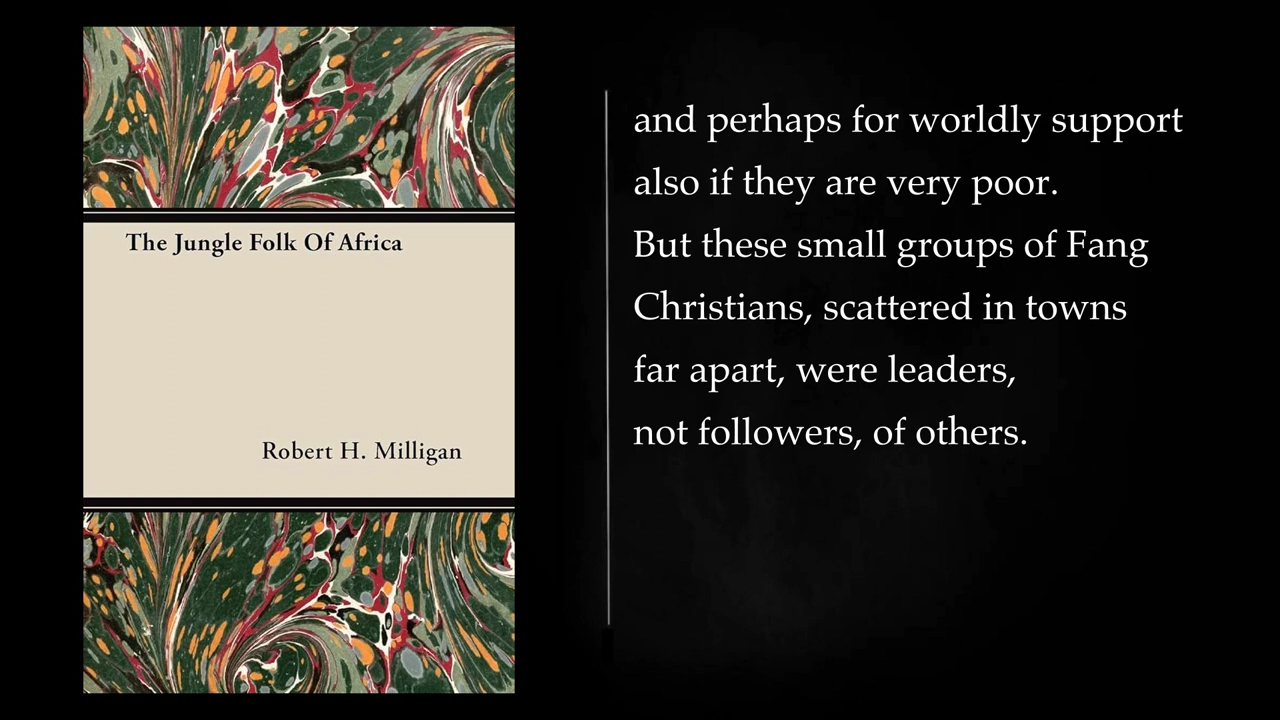 The Jungle Folk Of Africa
Robert H. Milligan
and perhaps for worldly support
also if they are very poor.
But these small groups of Fang
Christians, scattered in towns
far apart, were leaders,
not followers, of others.